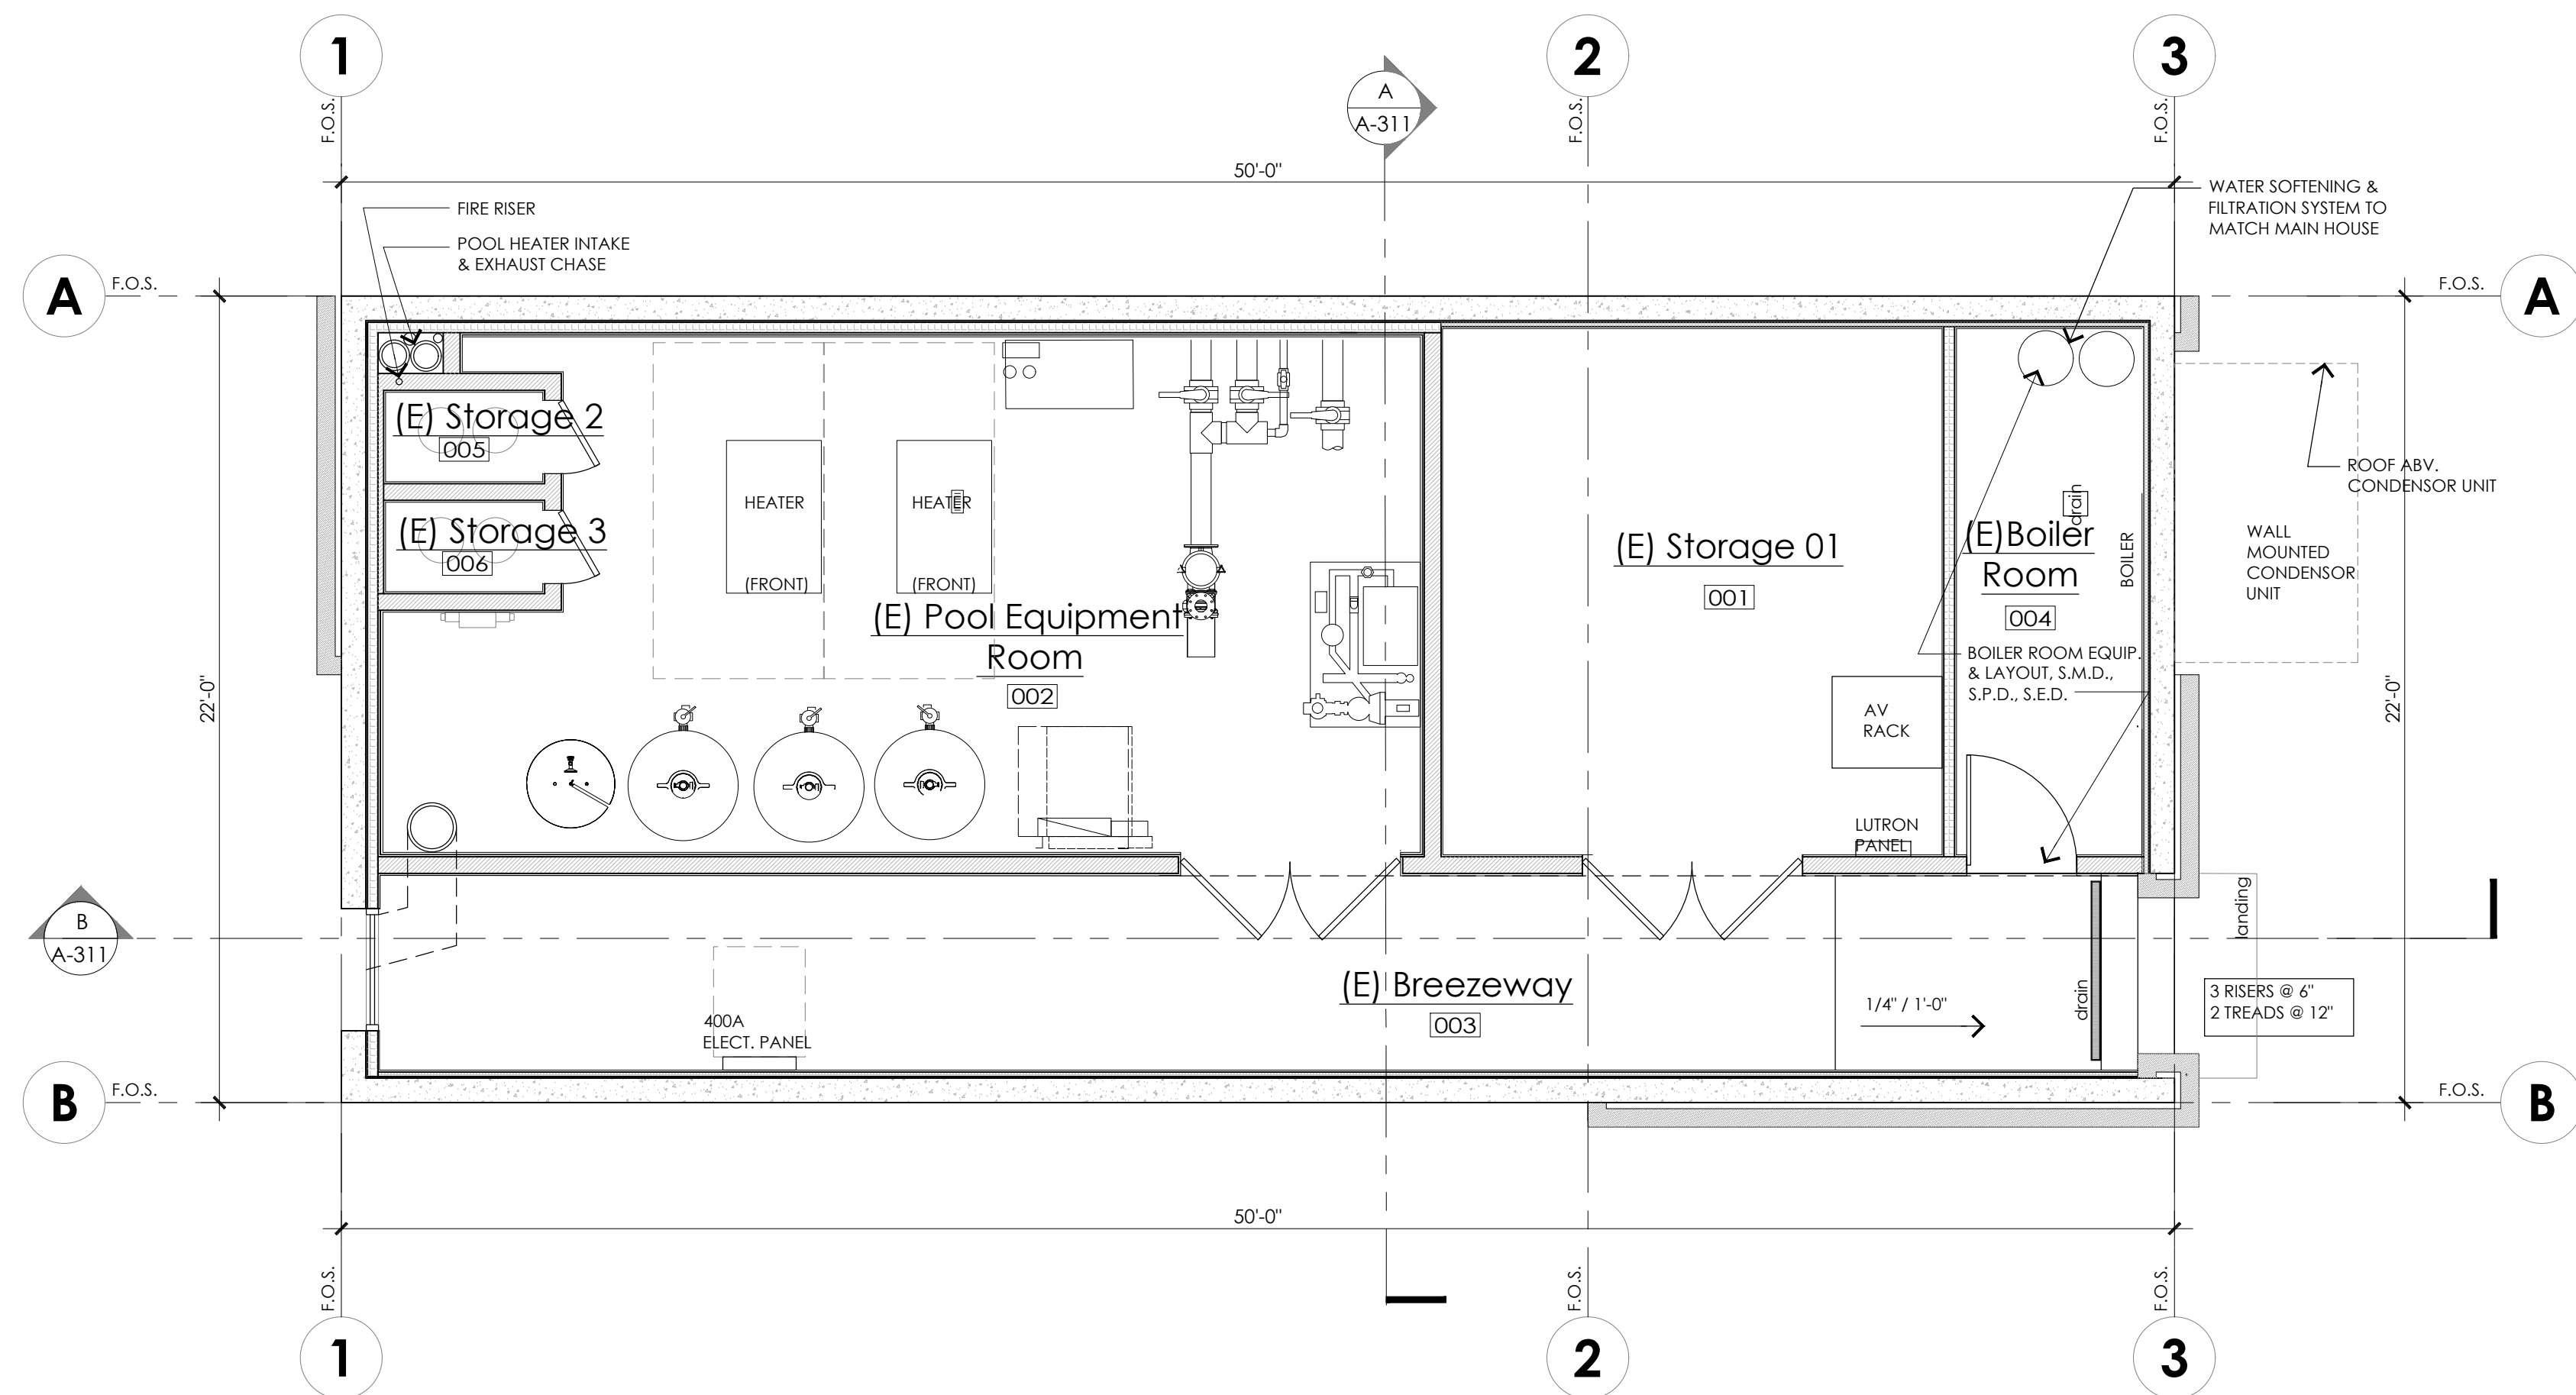 1
2
3
F.O.S.
F.O.S.
F.O.S.
A
A-311
50'-0"
WATER SOFTENING &
FILTRATION SYSTEM TO
MATCH MAIN HOUSE
FIRE RISER
POOL HEATER INTAKE
& EXHAUST CHASE
A
F.O.S.
F.O.S.
A
(E) Storage 2
005
(E) Storage 3
006
HEATER
(FRONT)
HEATER
(FRONT)
(E) Pool Equipment
Room
002
(E) Storage 01
001
drain
(E)Boiler
Room
004
BOILER
BOILER ROOM EQUIP.
& LAYOUT, S.M.D.,
S.P.D., S.E.D.
ROOF ABV.
CONDENSOR UNIT
WALL
MOUNTED
CONDENSOR
UNIT
22'-0"
22'-0"
AV
RACK
LUTRON
PANEL
B
A-311
landing
(E) Breezeway
003
400A
ELECT. PANEL
1/4" / 1'-0"
drain
3 RISERS @ 6"
2 TREADS @ 12"
B
F.O.S.
F.O.S.
B
50'-0"
F.O.S.
F.O.S.
F.O.S.
1
2
3